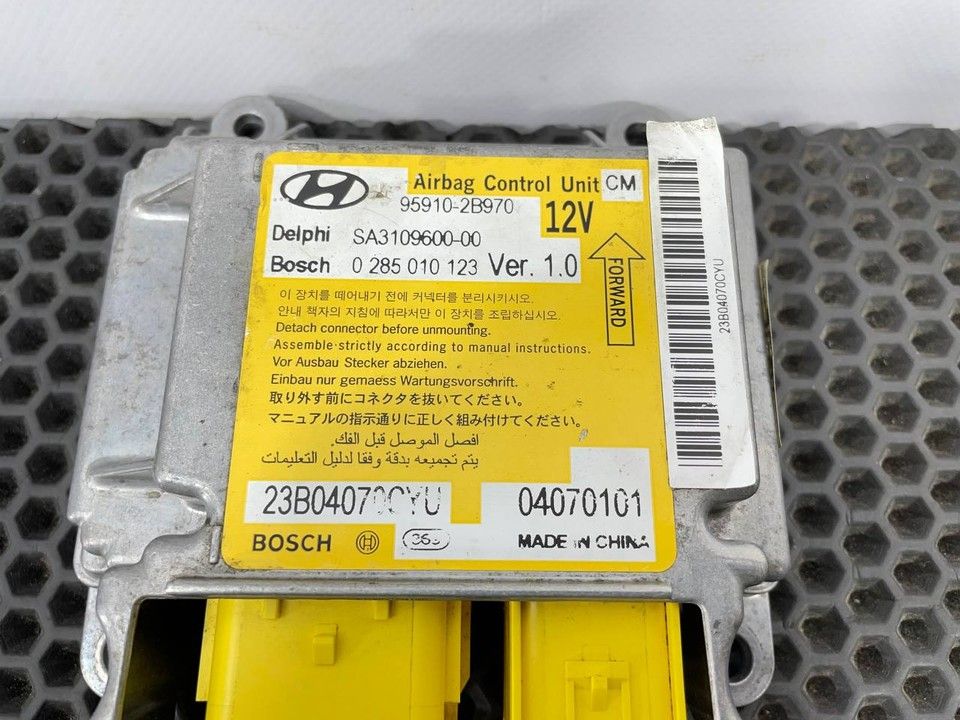 Airbag Control Unit CM
95910-2B970 12V
Delphi SA3109600-00
Bosch 0 285 010 123 Ver. 1.0
FORWARD
이 장치를 떼어내기 전에 커넥터를 분리시키시오.
안내 책자의 지침에 따라서만 이 장치를 조립하십시오.
Detach connector before unmounting.
Assemble strictly according to manual instructions.
Vor Ausbau Stecker abziehen.
Einbau nur gemaess Wartungsvorschrift.
取り外す前にコネクタを抜いてください。
マニュアルの指示通りに正しく組み付けてください。
افصل الموصل قبل الفك.
يتم تجميعه بدقة وفقا لدليل التعليمات
23B04070CYU 04070101
BOSCH 363 MADE IN CHINA
23B04070CYU